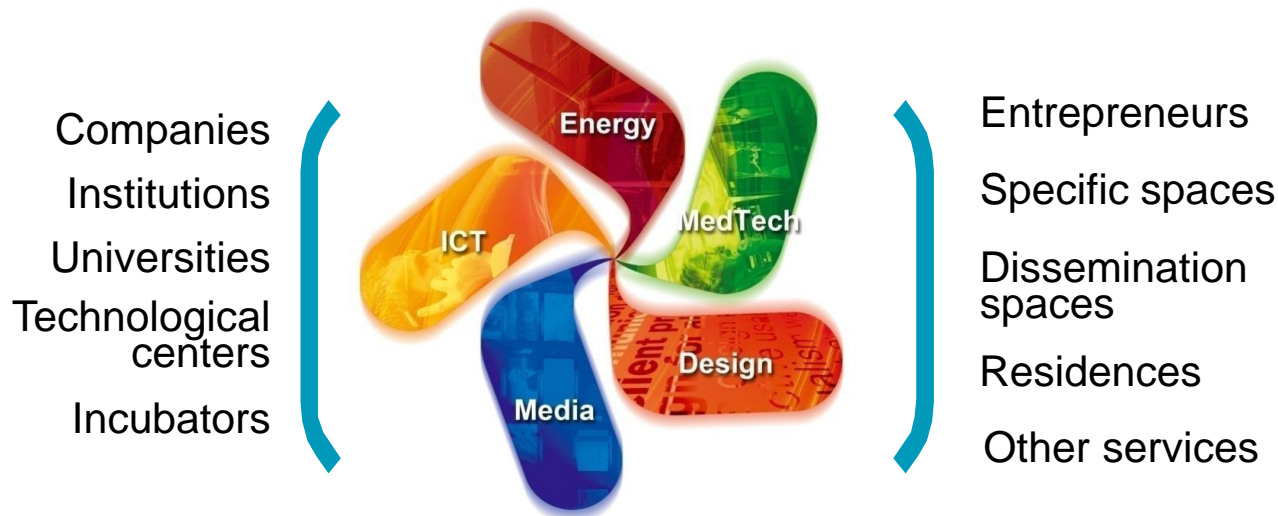 Companies
Institutions
Universities
Technological
centers
Incubators
Energy
MedTech
ICT
Design
Media
Entrepreneurs
Specific spaces
Dissemination
spaces
Residences
Other services